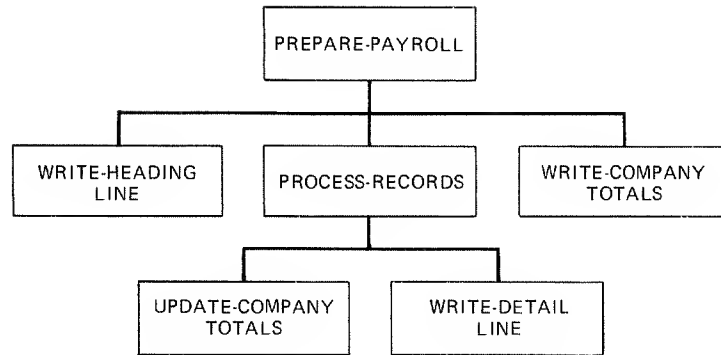 PREPARE-PAYROLL
WRITE-HEADING
LINE
PROCESS-RECORDS
WRITE-COMPANY
TOTALS
UPDATE-COMPANY
TOTALS
WRITE-DETAIL
LINE